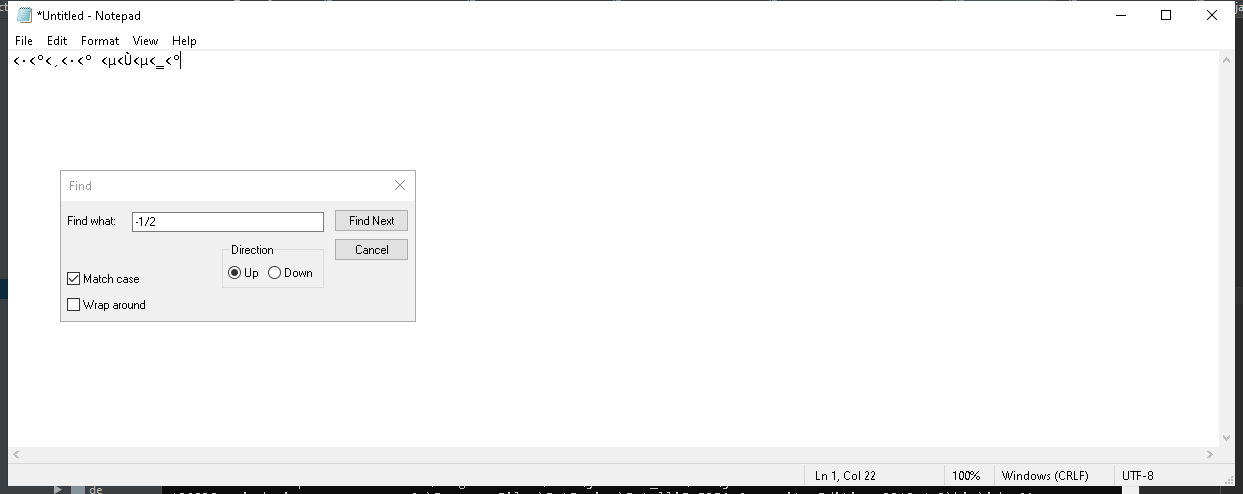 *Untitled - Notepad
File Edit Format View Help
<·<º<¸<·<º <µ<Ù<µ<‗<º
Find
Find what: -1/2 Find Next
Direction Cancel
Up Down
Match case
Wrap around
Ln 1, Col 22 100% Windows (CRLF) UTF-8
de